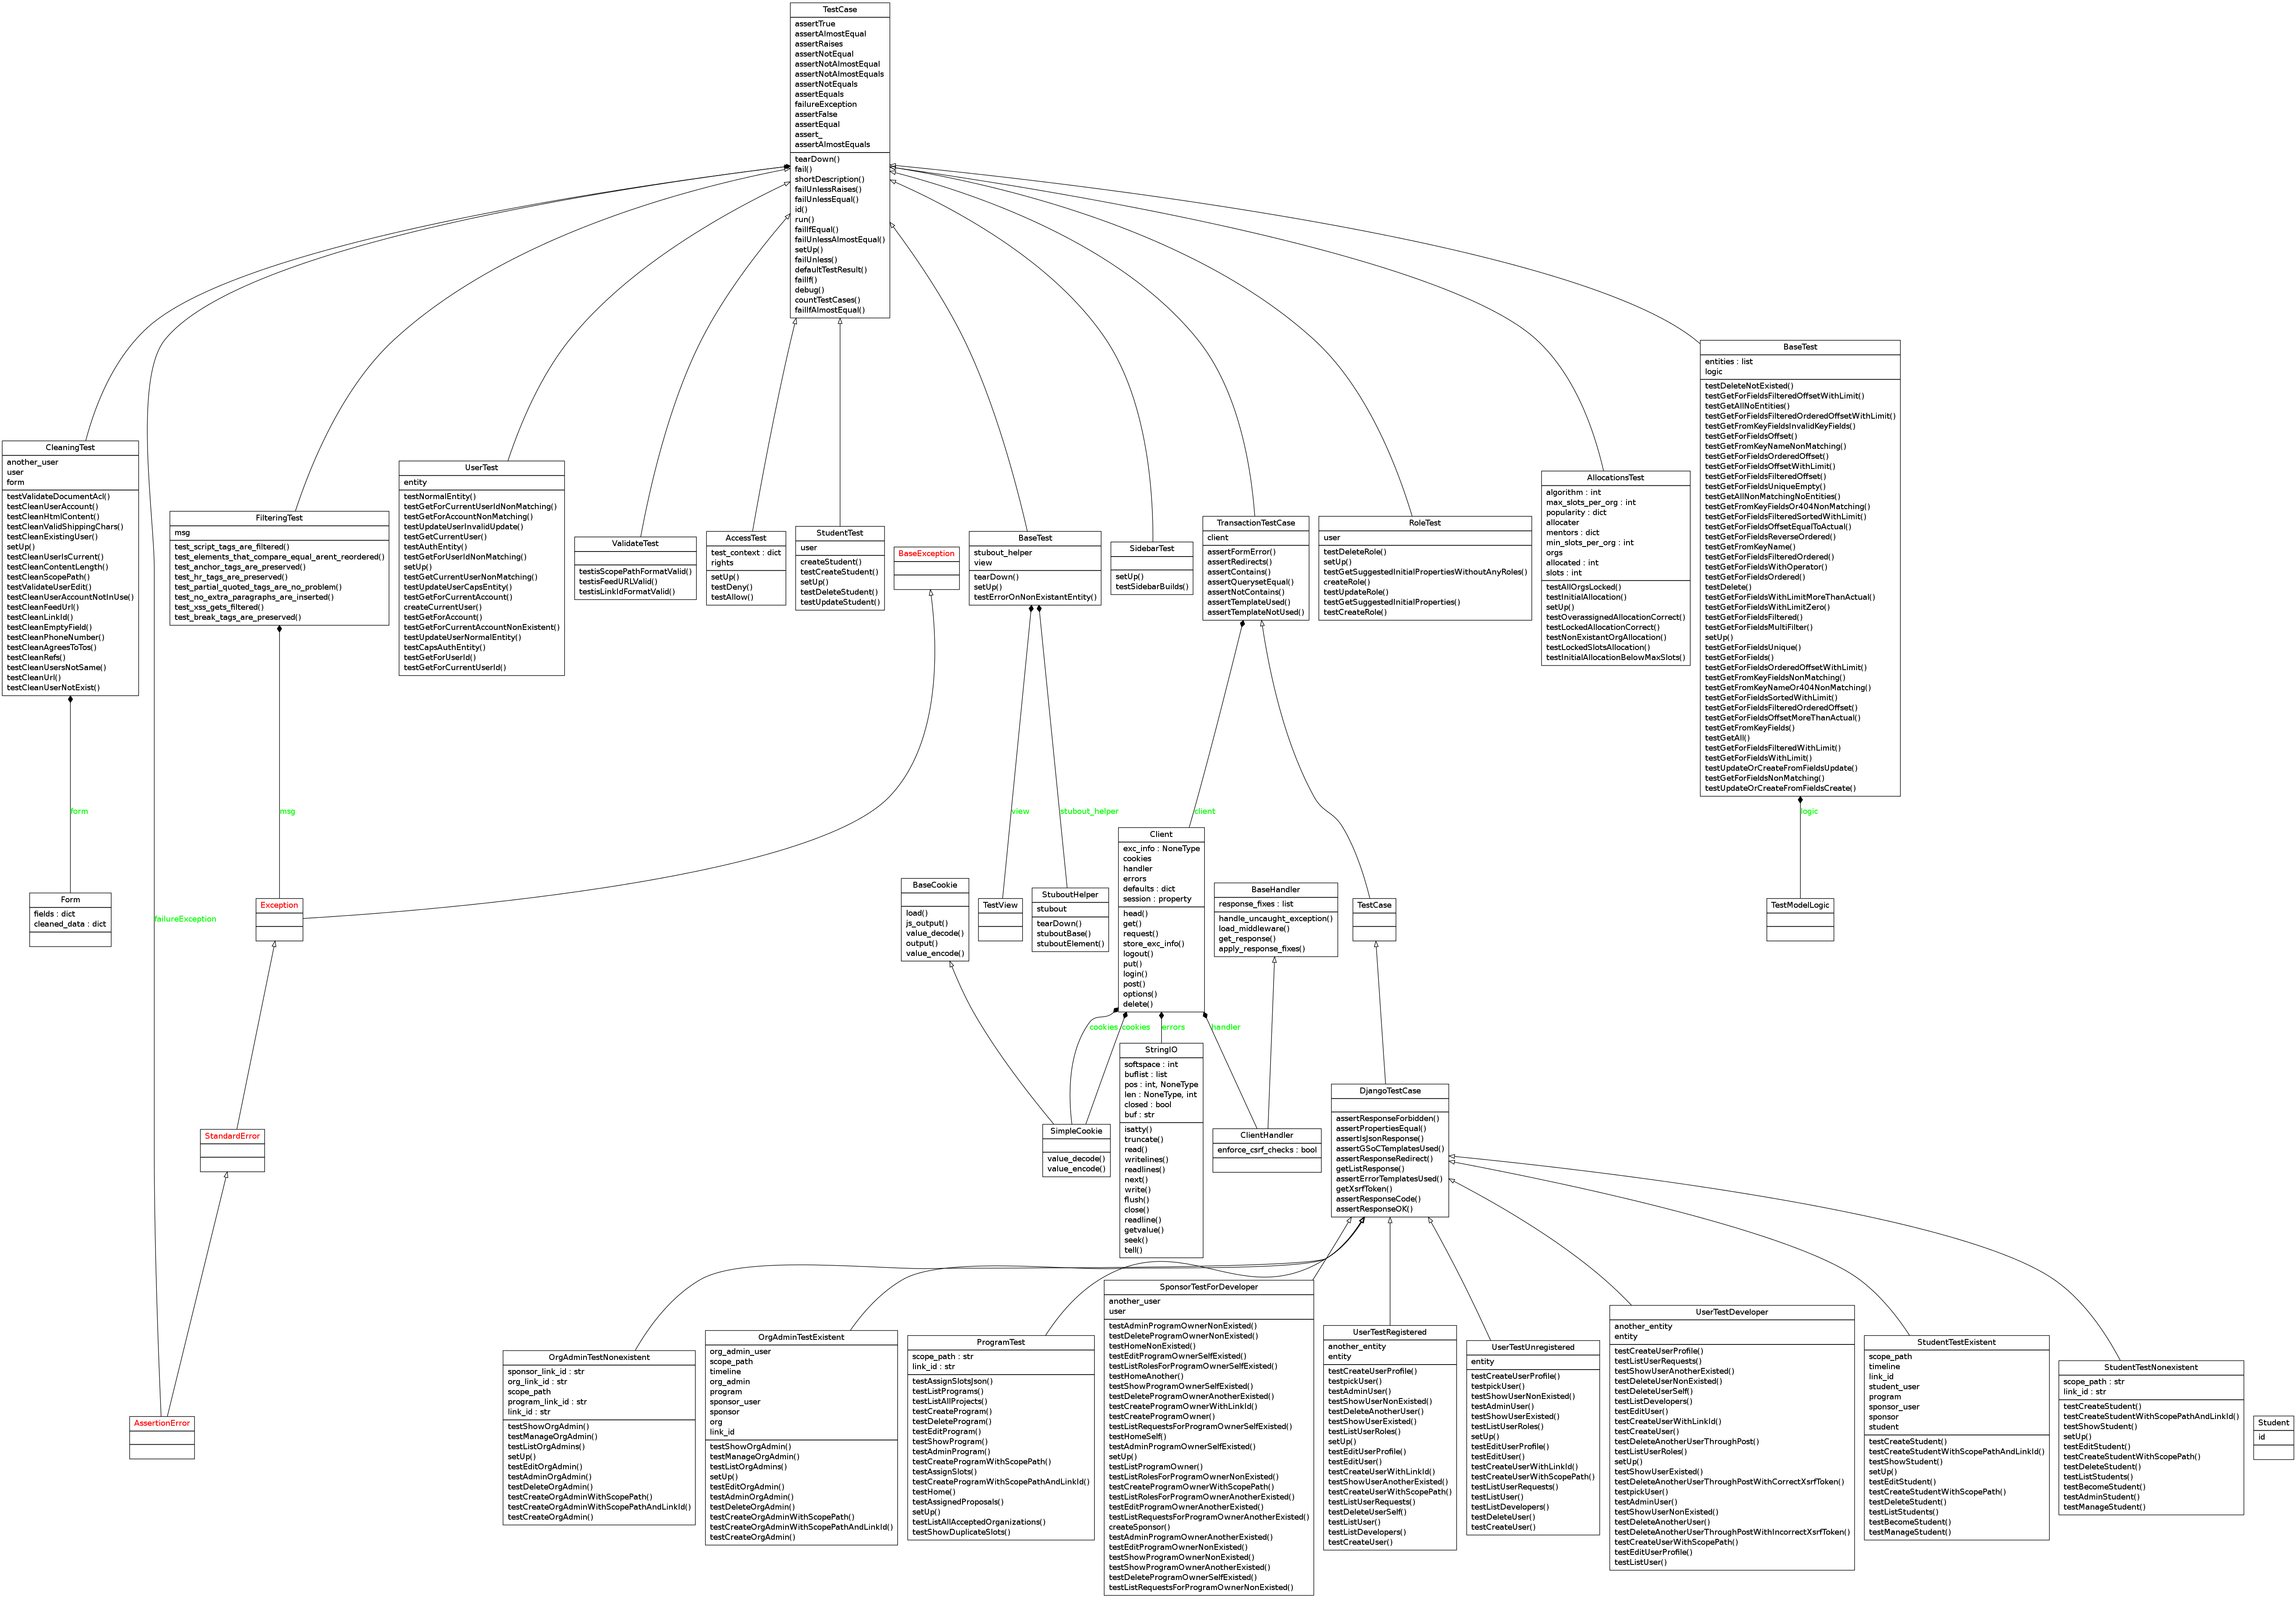 TestCase
assertTrue
assertAlmostEqual
assertRaises
assertNotEqual
assertNotAlmostEqual
assertNotAlmostEquals
assertNotEquals
assertEquals
failureException
assertFalse
assertEqual
assert_
assertAlmostEquals
tearDown()
fail()
shortDescription()
failUnlessRaises()
failUnlessEqual()
id()
run()
failIfEqual()
failUnlessAlmostEqual()
setUp()
failUnless()
defaultTestResult()
failIf()
debug()
countTestCases()
failIfAlmostEqual()
CleaningTest
another_user
user
form
testValidateDocumentAcl()
testCleanUserAccount()
testCleanHtmlContent()
testCleanValidShippingChars()
testCleanExistingUser()
setUp()
testCleanUserIsCurrent()
testCleanContentLength()
testCleanScopePath()
testValidateUserEdit()
testCleanUserAccountNotInUse()
testCleanFeedUrl()
testCleanLinkId()
testCleanEmptyField()
testCleanPhoneNumber()
testCleanAgreesToTos()
testCleanRefs()
testCleanUsersNotSame()
testCleanUrl()
testCleanUserNotExist()
FilteringTest
msg
test_script_tags_are_filtered()
test_elements_that_compare_equal_arent_reordered()
test_anchor_tags_are_preserved()
test_hr_tags_are_preserved()
test_partial_quoted_tags_are_no_problem()
test_no_extra_paragraphs_are_inserted()
test_xss_gets_filtered()
test_break_tags_are_preserved()
UserTest
entity
testNormalEntity()
testGetForCurrentUserIdNonMatching()
testGetForAccountNonMatching()
testUpdateUserInvalidUpdate()
testGetCurrentUser()
testAuthEntity()
testGetForUserIdNonMatching()
setUp()
testGetCurrentUserNonMatching()
testUpdateUserCapsEntity()
testGetForCurrentAccount()
createCurrentUser()
testGetForAccount()
testGetForCurrentAccountNonExistent()
testUpdateUserNormalEntity()
testCapsAuthEntity()
testGetForUserId()
testGetForCurrentUserId()
ValidateTest
testisScopePathFormatValid()
testisFeedURLValid()
testisLinkIdFormatValid()
AccessTest
test_context : dict
rights
setUp()
testDeny()
testAllow()
StudentTest
user
createStudent()
testCreateStudent()
setUp()
testDeleteStudent()
testUpdateStudent()
BaseException
BaseTest
stubout_helper
view
tearDown()
setUp()
testErrorOnNonExistantEntity()
SidebarTest
setUp()
testSidebarBuilds()
TransactionTestCase
client
assertFormError()
assertRedirects()
assertContains()
assertQuerysetEqual()
assertNotContains()
assertTemplateUsed()
assertTemplateNotUsed()
RoleTest
user
testDeleteRole()
setUp()
testGetSuggestedInitialPropertiesWithoutAnyRoles()
createRole()
testUpdateRole()
testGetSuggestedInitialProperties()
testCreateRole()
AllocationsTest
algorithm : int
max_slots_per_org : int
popularity : dict
allocater
mentors : dict
min_slots_per_org : int
orgs
allocated : int
slots : int
testAllOrgsLocked()
testInitialAllocation()
setUp()
testOverassignedAllocationCorrect()
testLockedAllocationCorrect()
testNonExistantOrgAllocation()
testLockedSlotsAllocation()
testInitialAllocationBelowMaxSlots()
BaseTest
entities : list
logic
testDeleteNotExisted()
testGetForFieldsFilteredOffsetWithLimit()
testGetAllNoEntities()
testGetForFieldsFilteredOrderedOffsetWithLimit()
testGetFromKeyFieldsInvalidKeyFields()
testGetForFieldsOffset()
testGetFromKeyNameNonMatching()
testGetForFieldsOrderedOffset()
testGetForFieldsOffsetWithLimit()
testGetForFieldsFilteredOffset()
testGetForFieldsUniqueEmpty()
testGetAllNonMatchingNoEntities()
testGetFromKeyFieldsOr404NonMatching()
testGetForFieldsFilteredSortedWithLimit()
testGetForFieldsOffsetEqualToActual()
testGetForFieldsReverseOrdered()
testGetFromKeyName()
testGetForFieldsFilteredOrdered()
testGetForFieldsWithOperator()
testGetForFieldsOrdered()
testDelete()
testGetForFieldsWithLimitMoreThanActual()
testGetForFieldsWithLimitZero()
testGetForFieldsFiltered()
testGetForFieldsMultiFilter()
setUp()
testGetForFieldsUnique()
testGetForFields()
testGetForFieldsOrderedOffsetWithLimit()
testGetFromKeyFieldsNonMatching()
testGetFromKeyNameOr404NonMatching()
testGetForFieldsSortedWithLimit()
testGetForFieldsFilteredOrderedOffset()
testGetForFieldsOffsetMoreThanActual()
testGetFromKeyFields()
testGetAll()
testGetForFieldsFilteredWithLimit()
testGetForFieldsWithLimit()
testUpdateOrCreateFromFieldsUpdate()
testGetForFieldsNonMatching()
testUpdateOrCreateFromFieldsCreate()
form
msg
view
stubout_helper
client
logic
failureException
Form
fields : dict
cleaned_data : dict
Exception
BaseCookie
load()
js_output()
value_decode()
output()
value_encode()
TestView
StuboutHelper
stubout
tearDown()
stuboutBase()
stuboutElement()
Client
exc_info : NoneType
cookies
handler
errors
defaults : dict
session : property
head()
get()
request()
store_exc_info()
logout()
put()
login()
post()
options()
delete()
BaseHandler
response_fixes : list
handle_uncaught_exception()
load_middleware()
get_response()
apply_response_fixes()
TestCase
TestModelLogic
cookies
cookies
errors
handler
StandardError
SimpleCookie
value_decode()
value_encode()
StringIO
softspace : int
buflist : list
pos : int, NoneType
len : NoneType, int
closed : bool
buf : str
isatty()
truncate()
read()
writelines()
readlines()
next()
write()
flush()
close()
readline()
getvalue()
seek()
tell()
ClientHandler
enforce_csrf_checks : bool
DjangoTestCase
assertResponseForbidden()
assertPropertiesEqual()
assertIsJsonResponse()
assertGSoCTemplatesUsed()
assertResponseRedirect()
getListResponse()
assertErrorTemplatesUsed()
getXsrfToken()
assertResponseCode()
assertResponseOK()
AssertionError
OrgAdminTestNonexistent
sponsor_link_id : str
org_link_id : str
scope_path
program_link_id : str
link_id : str
testShowOrgAdmin()
testManageOrgAdmin()
testListOrgAdmins()
setUp()
testEditOrgAdmin()
testAdminOrgAdmin()
testDeleteOrgAdmin()
testCreateOrgAdminWithScopePath()
testCreateOrgAdminWithScopePathAndLinkId()
testCreateOrgAdmin()
OrgAdminTestExistent
org_admin_user
scope_path
timeline
org_admin
program
sponsor_user
sponsor
org
link_id
testShowOrgAdmin()
testManageOrgAdmin()
testListOrgAdmins()
setUp()
testEditOrgAdmin()
testAdminOrgAdmin()
testDeleteOrgAdmin()
testCreateOrgAdminWithScopePath()
testCreateOrgAdminWithScopePathAndLinkId()
testCreateOrgAdmin()
ProgramTest
scope_path : str
link_id : str
testAssignSlotsJson()
testListPrograms()
testListAllProjects()
testCreateProgram()
testDeleteProgram()
testEditProgram()
testShowProgram()
testAdminProgram()
testCreateProgramWithScopePath()
testAssignSlots()
testCreateProgramWithScopePathAndLinkId()
testHome()
testAssignedProposals()
setUp()
testListAllAcceptedOrganizations()
testShowDuplicateSlots()
SponsorTestForDeveloper
another_user
user
testAdminProgramOwnerNonExisted()
testDeleteProgramOwnerNonExisted()
testHomeNonExisted()
testEditProgramOwnerSelfExisted()
testListRolesForProgramOwnerSelfExisted()
testHomeAnother()
testShowProgramOwnerSelfExisted()
testDeleteProgramOwnerAnotherExisted()
testCreateProgramOwnerWithLinkId()
testCreateProgramOwner()
testListRequestsForProgramOwnerSelfExisted()
testHomeSelf()
testAdminProgramOwnerSelfExisted()
setUp()
testListProgramOwner()
testListRolesForProgramOwnerNonExisted()
testCreateProgramOwnerWithScopePath()
testListRolesForProgramOwnerAnotherExisted()
testEditProgramOwnerAnotherExisted()
testListRequestsForProgramOwnerAnotherExisted()
createSponsor()
testAdminProgramOwnerAnotherExisted()
testEditProgramOwnerNonExisted()
testShowProgramOwnerNonExisted()
testShowProgramOwnerAnotherExisted()
testDeleteProgramOwnerSelfExisted()
testListRequestsForProgramOwnerNonExisted()
UserTestRegistered
another_entity
entity
testCreateUserProfile()
testpickUser()
testAdminUser()
testShowUserNonExisted()
testDeleteAnotherUser()
testShowUserExisted()
testListUserRoles()
setUp()
testEditUserProfile()
testEditUser()
testCreateUserWithLinkId()
testShowUserAnotherExisted()
testCreateUserWithScopePath()
testListUserRequests()
testDeleteUserSelf()
testListUser()
testListDevelopers()
testCreateUser()
UserTestUnregistered
entity
testCreateUserProfile()
testpickUser()
testShowUserNonExisted()
testAdminUser()
testShowUserExisted()
testListUserRoles()
setUp()
testEditUserProfile()
testEditUser()
testCreateUserWithLinkId()
testCreateUserWithScopePath()
testListUserRequests()
testListUser()
testListDevelopers()
testDeleteUser()
testCreateUser()
UserTestDeveloper
another_entity
entity
testCreateUserProfile()
testListUserRequests()
testShowUserAnotherExisted()
testDeleteUserNonExisted()
testDeleteUserSelf()
testListDevelopers()
testEditUser()
testCreateUserWithLinkId()
testCreateUser()
testDeleteAnotherUserThroughPost()
testListUserRoles()
setUp()
testShowUserExisted()
testDeleteAnotherUserThroughPostWithCorrectXsrfToken()
testpickUser()
testAdminUser()
testShowUserNonExisted()
testDeleteAnotherUser()
testDeleteAnotherUserThroughPostWithIncorrectXsrfToken()
testCreateUserWithScopePath()
testEditUserProfile()
testListUser()
StudentTestExistent
scope_path
timeline
link_id
student_user
program
sponsor_user
sponsor
student
testCreateStudent()
testCreateStudentWithScopePathAndLinkId()
testShowStudent()
setUp()
testEditStudent()
testCreateStudentWithScopePath()
testDeleteStudent()
testListStudents()
testBecomeStudent()
testManageStudent()
StudentTestNonexistent
scope_path : str
link_id : str
testCreateStudent()
testCreateStudentWithScopePathAndLinkId()
testShowStudent()
setUp()
testEditStudent()
testCreateStudentWithScopePath()
testDeleteStudent()
testListStudents()
testBecomeStudent()
testAdminStudent()
testManageStudent()
Student
id